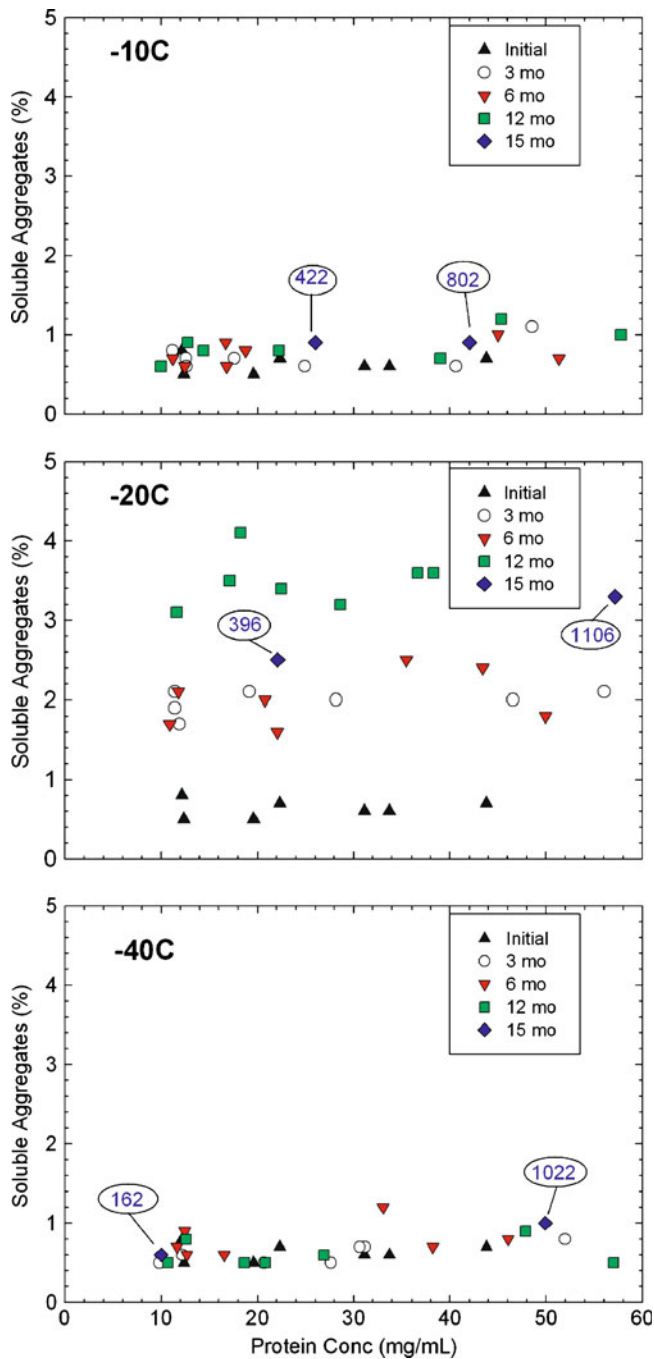 -10C
Initial
3 mo
6 mo
12 mo
15 mo
5
4
3
2
1
0
Soluble Aggregates (%)
422
802
-20C
Initial
3 mo
6 mo
12 mo
15 mo
5
4
3
2
1
0
Soluble Aggregates (%)
396
1106
-40C
Initial
3 mo
6 mo
12 mo
15 mo
5
4
3
2
1
0
Soluble Aggregates (%)
162
1022
0 10 20 30 40 50 60
Protein Conc (mg/mL)